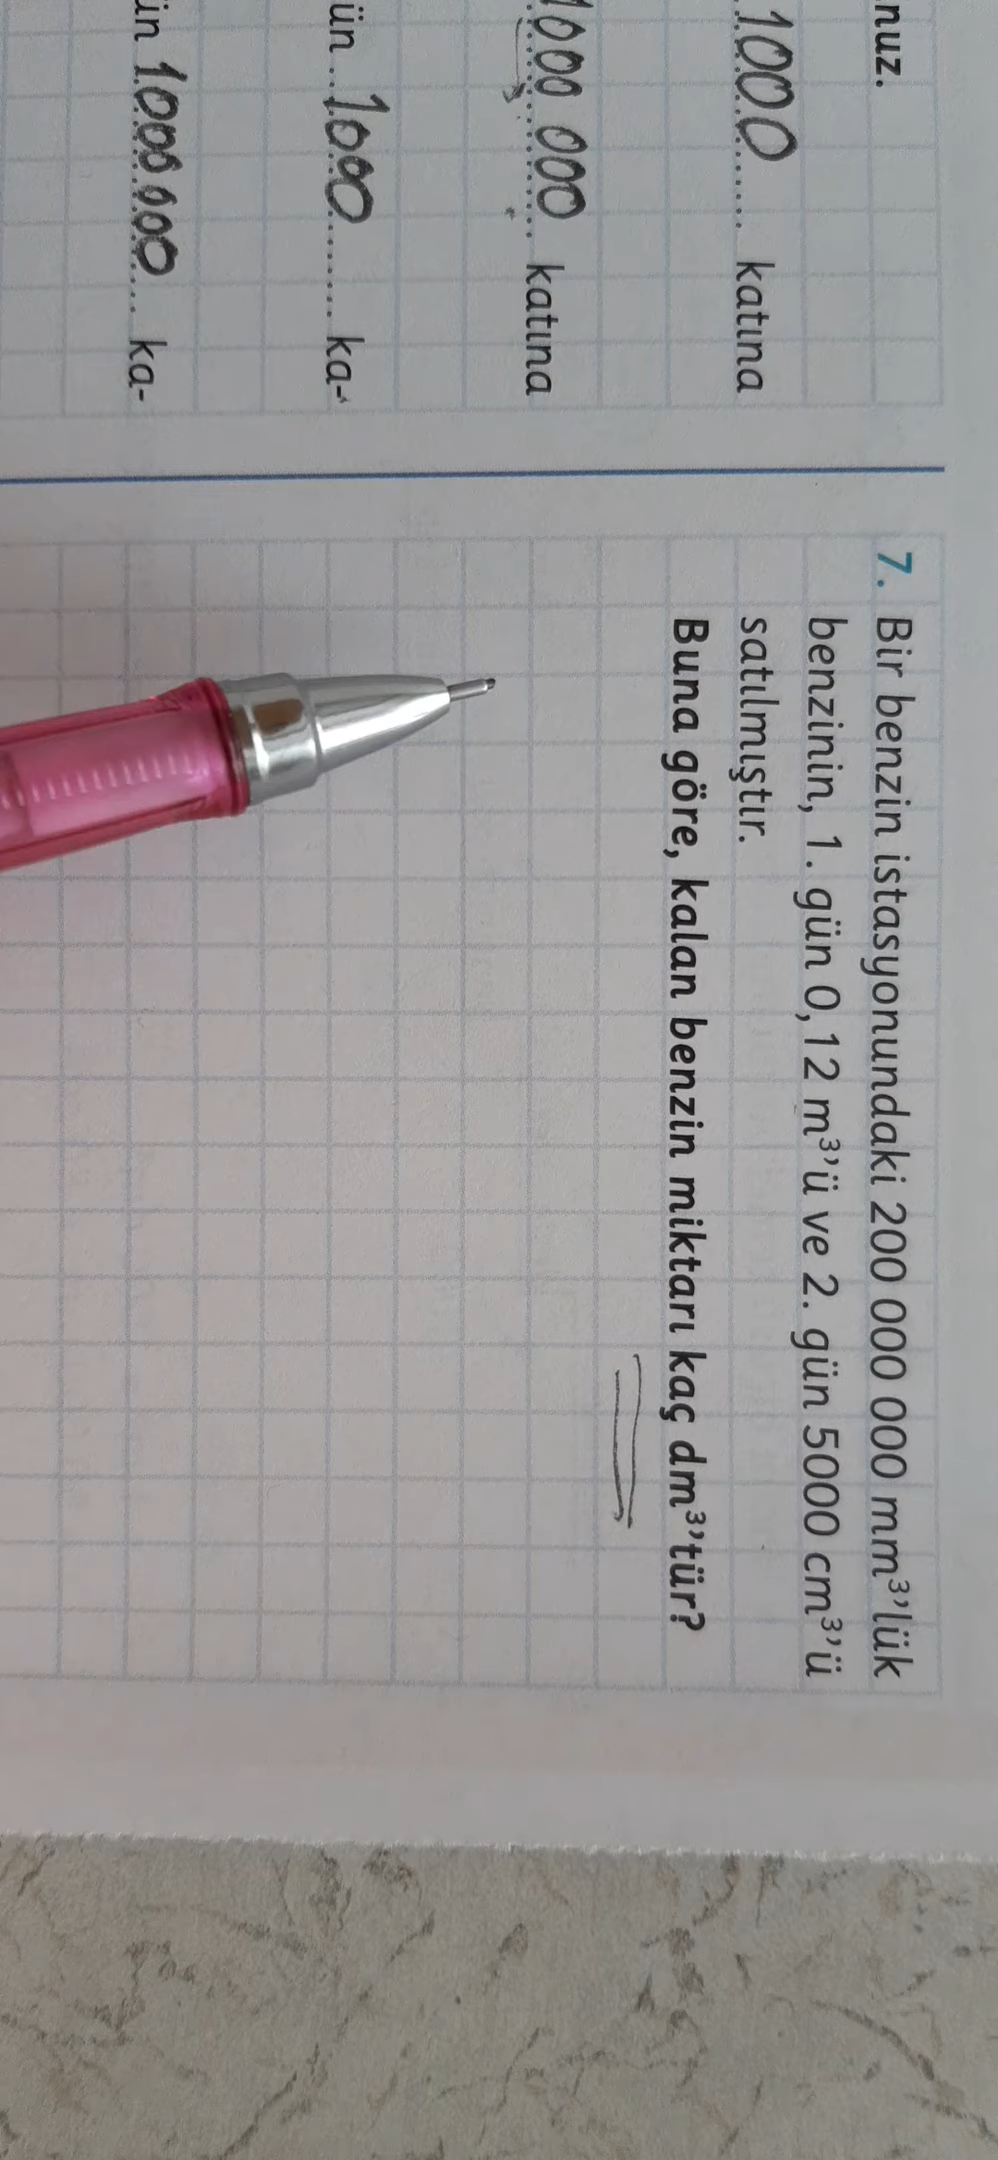 nuz.
1000 katına
1000 000 katına
ün 1000 ka-
ün 1000 000 ka-
7. Bir benzin istasyonundaki 200 000 000 mm³'lük
benzinin, 1. gün 0,12 m³'ü ve 2. gün 5000 cm³'ü
satılmıştır.
Buna göre, kalan benzin miktarı kaç dm³'tür?